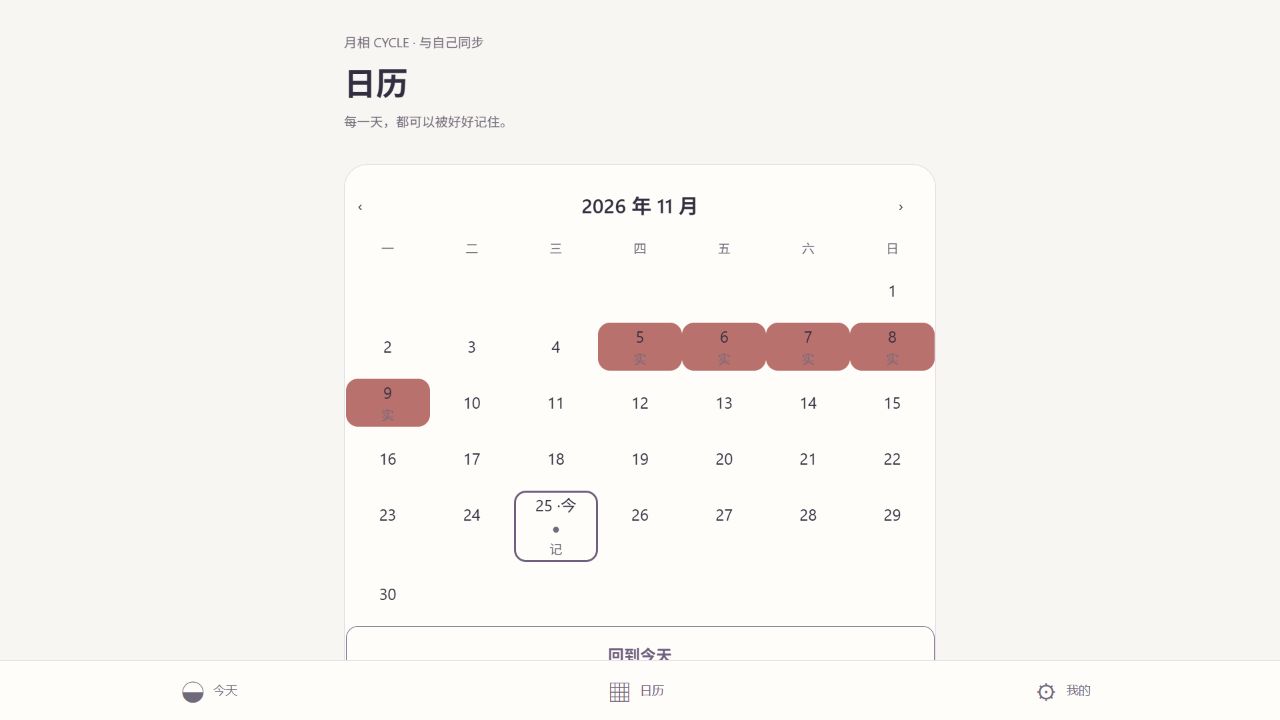 月相 CYCLE · 与自己同步
日历
每一天，都可以被好好记住。
‹ 2026 年 11 月 ›
一 二 三 四 五 六 日
1
2 3 4 5 6 7 8
实 实 实 实
9 10 11 12 13 14 15
实
16 17 18 19 20 21 22
23 24 25 ·今 26 27 28 29
记
30
回到今天
今天 日历 我的